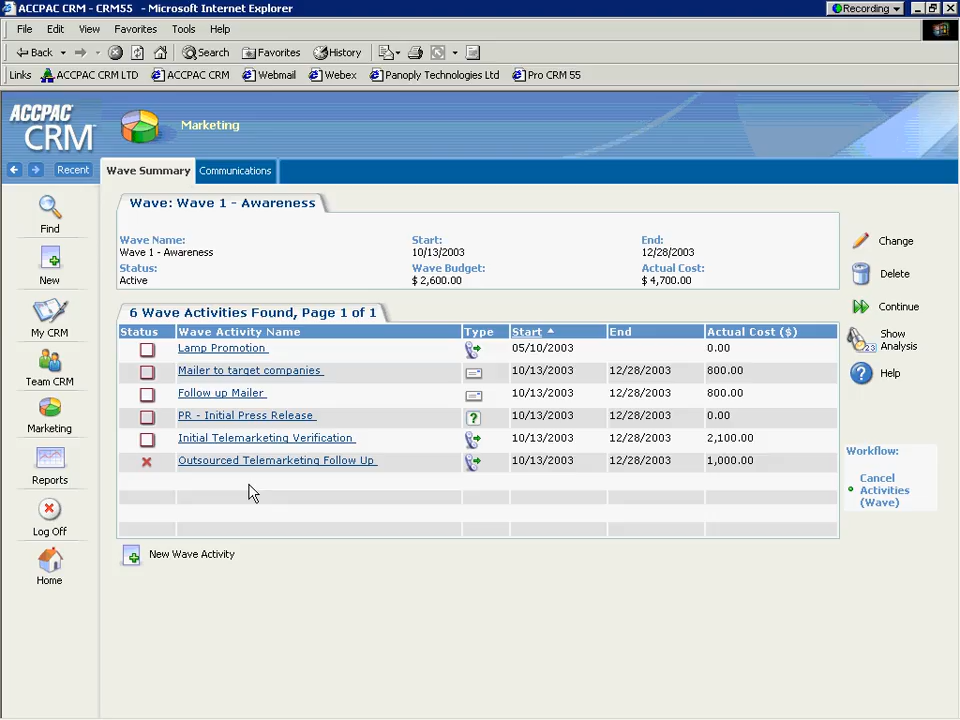 ACCPAC CRM - CRM55 - Microsoft Internet Explorer
Recording
File Edit View Favorites Tools Help
Back Search Favorites History
Links ACCPAC CRM LTD ACCPAC CRM Webmail Webex Panoply Technologies Ltd Pro CRM 55
ACCPAC
CRM
Marketing
Recent
Wave Summary Communications
Find
New
My CRM
Team CRM
Marketing
Reports
Log Off
Home
Wave: Wave 1 - Awareness
Wave Name: Start: End:
Wave 1 - Awareness 10/13/2003 12/28/2003
Status: Wave Budget: Actual Cost:
Active $ 2,600.00 $ 4,700.00
6 Wave Activities Found, Page 1 of 1
Status Wave Activity Name Type Start End Actual Cost ($)
Lamp Promotion 05/10/2003 0.00
Mailer to target companies 10/13/2003 12/28/2003 800.00
Follow up Mailer 10/13/2003 12/28/2003 800.00
PR - Initial Press Release ? 10/13/2003 12/28/2003 0.00
Initial Telemarketing Verification 10/13/2003 12/28/2003 2,100.00
Outsourced Telemarketing Follow Up 10/13/2003 12/28/2003 1,000.00
New Wave Activity
Change
Delete
Continue
23
Show
Analysis
? Help
Workflow:
Cancel
Activities
(Wave)